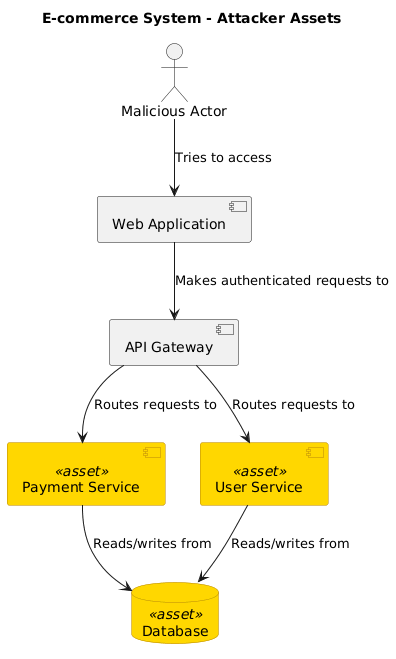 E-commerce System - Attacker Assets
Malicious Actor
Tries to access
Web Application
Makes authenticated requests to
API Gateway
Routes requests to
Routes requests to
«asset»
Payment Service
«asset»
User Service
Reads/writes from
Reads/writes from
«asset»
Database